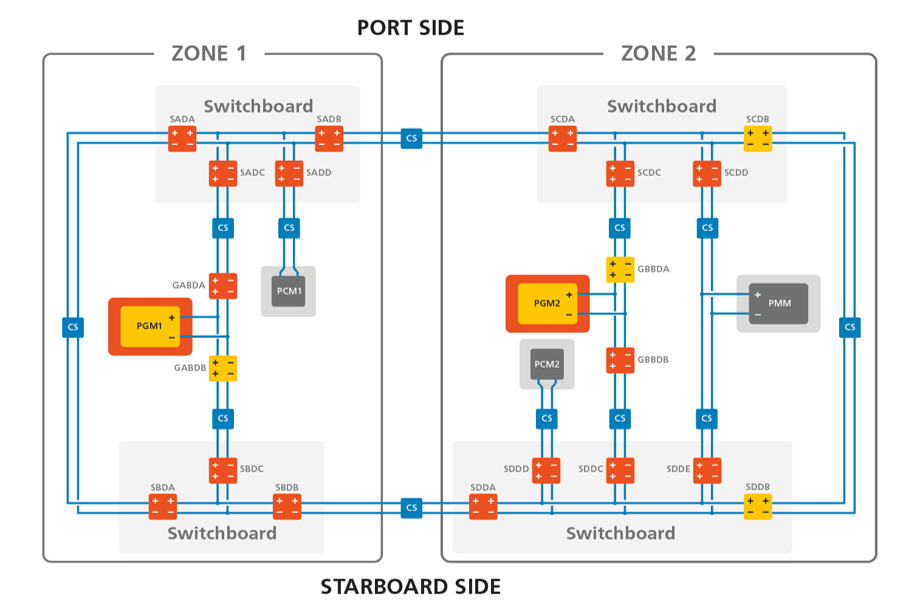 PORT SIDE
ZONE 1
ZONE 2
Switchboard
Switchboard
SADA
SADB
SCDA
SCDB
CS
SADC
SADD
SCDC
SCDD
CS
CS
CS
CS
GBBDA
GABDA
PCM1
PGM2
+
−
+
−
PMM
PGM1
+
−
CS
CS
PCM2
GBBDB
GABDB
CS
CS
CS
CS
SBDC
SDDD
SDDC
SDDE
SBDA
SBDB
SDDA
SDDB
CS
Switchboard
Switchboard
STARBOARD SIDE